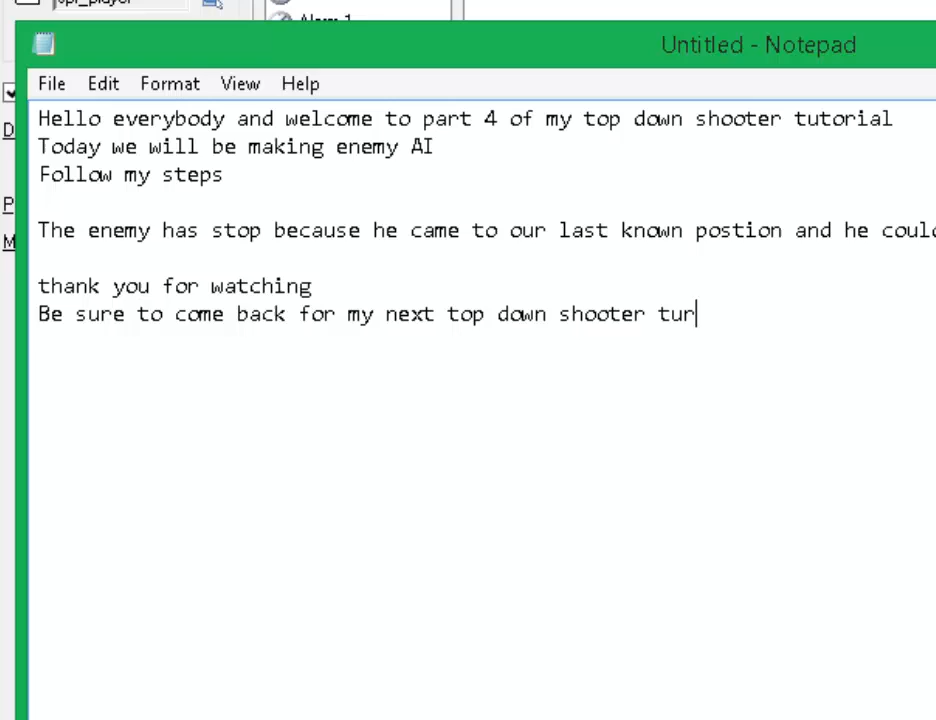 Untitled - Notepad
File Edit Format View Help
Hello everybody and welcome to part 4 of my top down shooter tutorial
Today we will be making enemy AI
Follow my steps
The enemy has stop because he came to our last known postion and he could
thank you for watching
Be sure to come back for my next top down shooter tur